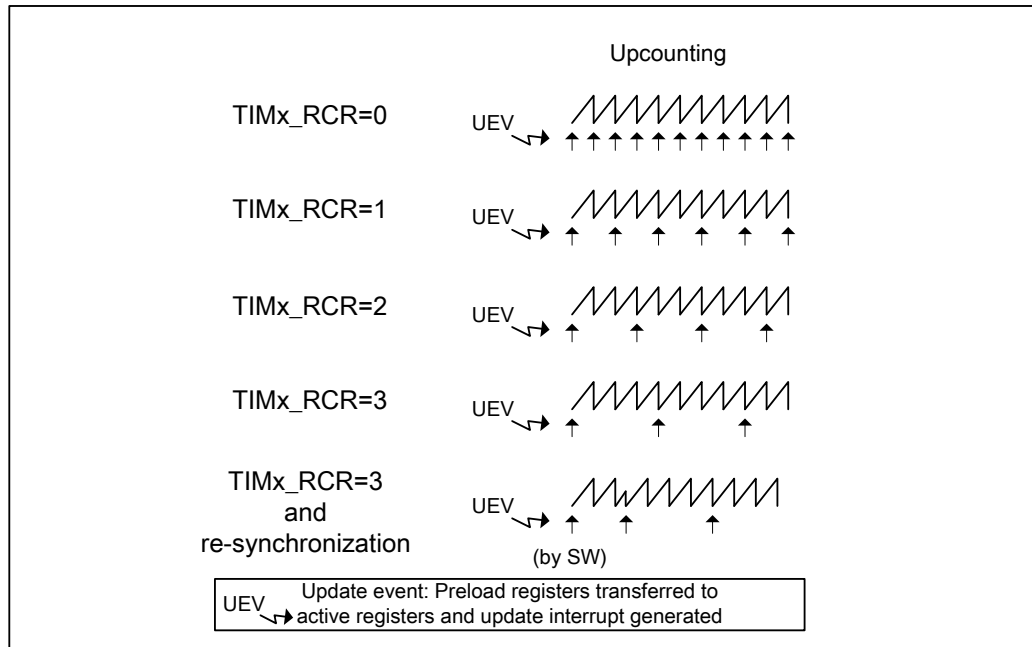 Upcounting
TIMx_RCR=0
UEV
TIMx_RCR=1
UEV
TIMx_RCR=2
UEV
TIMx_RCR=3
UEV
TIMx_RCR=3
and
re-synchronization
UEV
(by SW)
UEV
Update event: Preload registers transferred to
active registers and update interrupt generated